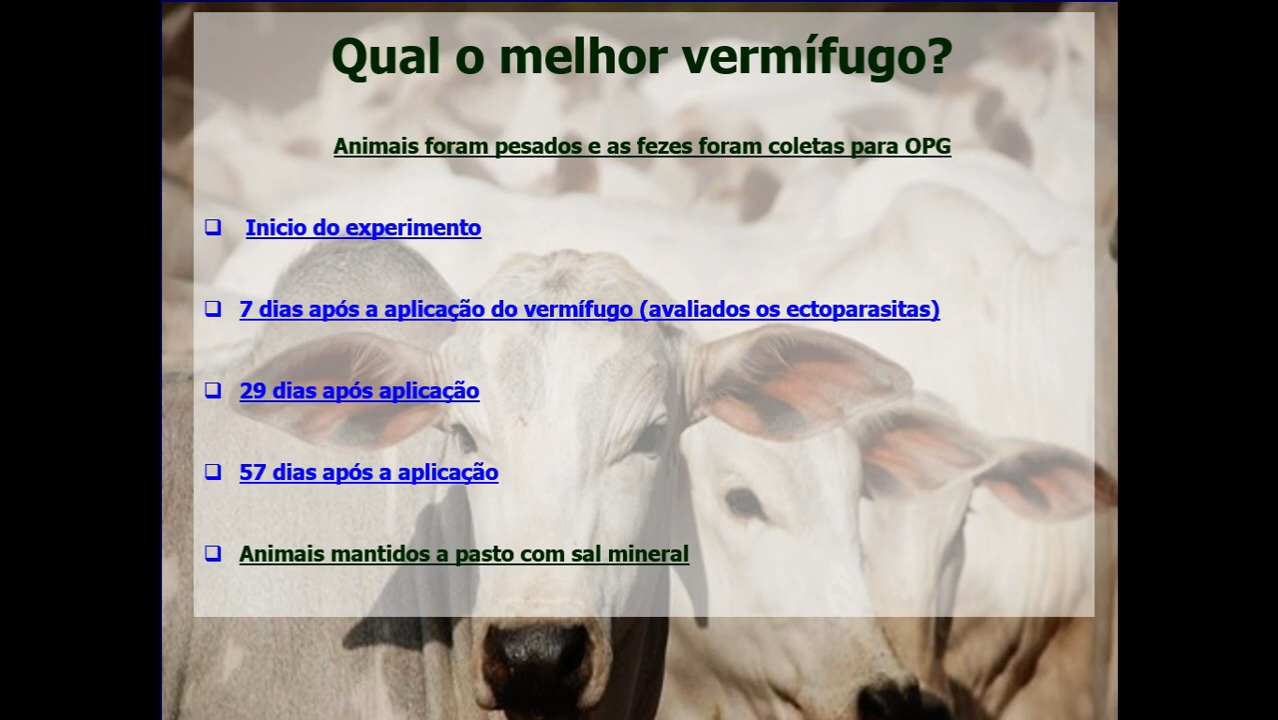 Qual o melhor vermífugo?
Animais foram pesados e as fezes foram coletas para OPG
Inicio do experimento
7 dias após a aplicação do vermífugo (avaliados os ectoparasitas)
29 dias após aplicação
57 dias após a aplicação
Animais mantidos a pasto com sal mineral